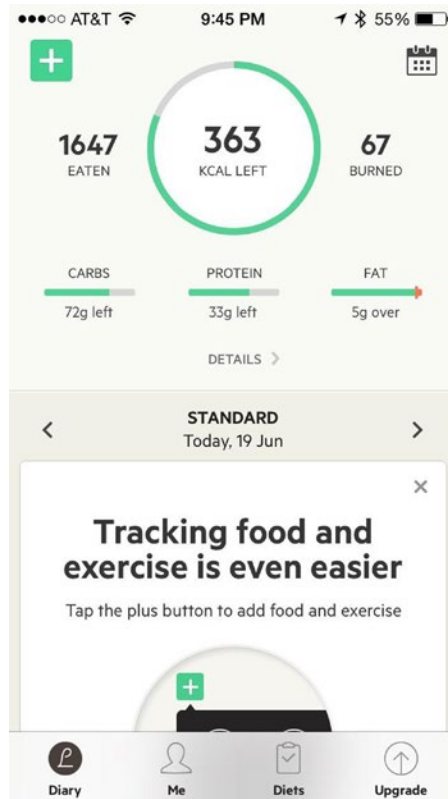 AT&T 9:45 PM 55%
363
KCAL LEFT
1647
EATEN
67
BURNED
CARBS
72g left
PROTEIN
33g left
FAT
5g over
DETAILS
STANDARD
Today, 19 Jun
Tracking food and
exercise is even easier
Tap the plus button to add food and exercise
Diary Me Diets Upgrade